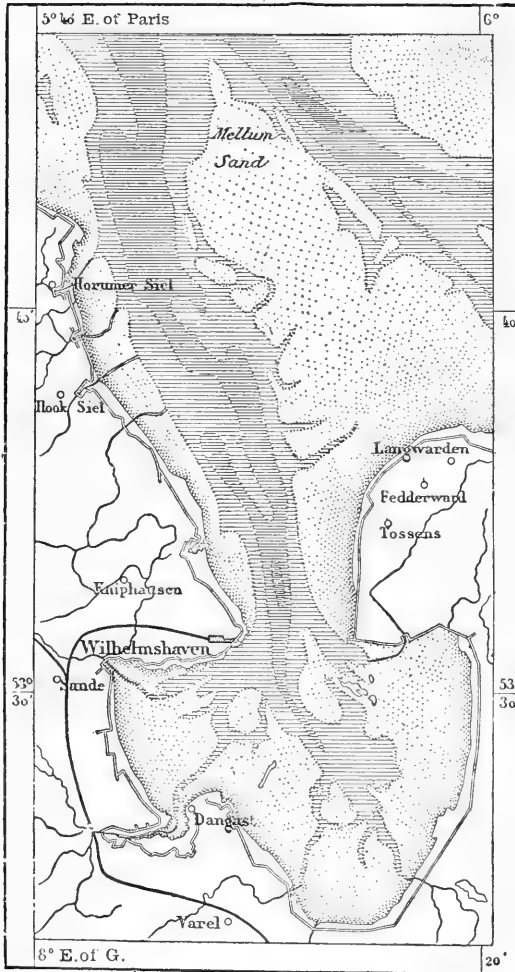 5° 40' E. of Paris
6°
Mellum
Sand
Horumer Siel
45'
40'
Hook Siel
Langwarden
Fedderward
Tossens
Kniphausen
Wilhelmshaven
Sande
53°
30'
53°
30'
Dangast
Varel
8° E. of G.
20'